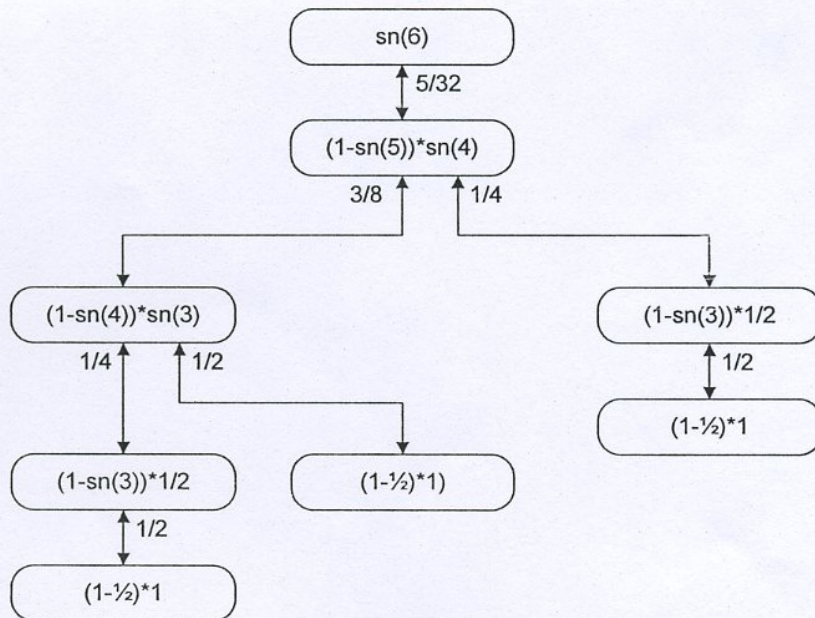 sn(6)
5/32
(1-sn(5))*sn(4)
3/8 1/4
(1-sn(4))*sn(3) (1-sn(3))*1/2
1/4 1/2 1/2
(1-½)*1
(1-sn(3))*1/2 (1-½)*1)
1/2
(1-½)*1